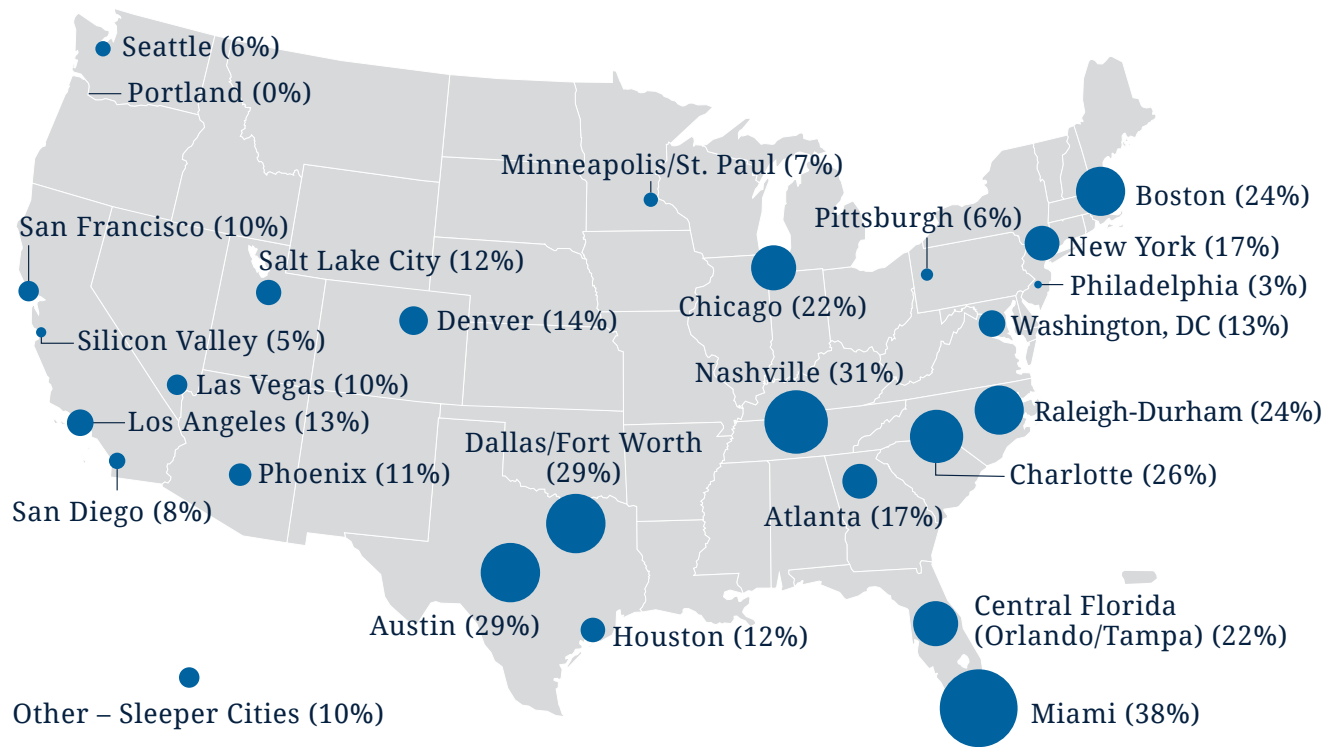 Seattle (6%)
Portland (0%)
Minneapolis/St. Paul (7%)
Boston (24%)
Pittsburgh (6%)
San Francisco (10%)
New York (17%)
Salt Lake City (12%)
Philadelphia (3%)
Chicago (22%)
Denver (14%)
Washington, DC (13%)
Silicon Valley (5%)
Nashville (31%)
Las Vegas (10%)
Raleigh-Durham (24%)
Los Angeles (13%)
Dallas/Fort Worth
(29%)
Phoenix (11%)
Charlotte (26%)
San Diego (8%)
Atlanta (17%)
Central Florida
(Orlando/Tampa) (22%)
Austin (29%)
Houston (12%)
Other – Sleeper Cities (10%)
Miami (38%)